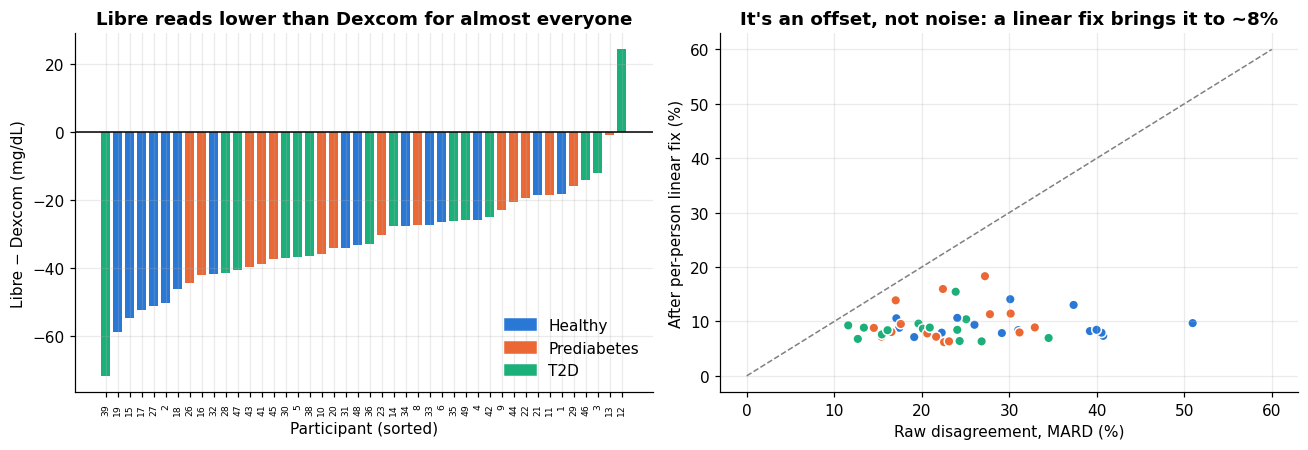 Libre reads lower than Dexcom for almost everyone
Libre − Dexcom (mg/dL)
20
0
−20
−40
−60
Healthy
Prediabetes
T2D
39 19 15 17 27 2 18 26 16 32 28 47 43 41 45 30 5 38 10 20 31 48 36 23 14 34 8 33 6 35 49 4 42 9 44 22 21 11 1 29 46 3 13 12
Participant (sorted)
It's an offset, not noise: a linear fix brings it to ~8%
After per-person linear fix (%)
60
50
40
30
20
10
0
0 10 20 30 40 50 60
Raw disagreement, MARD (%)